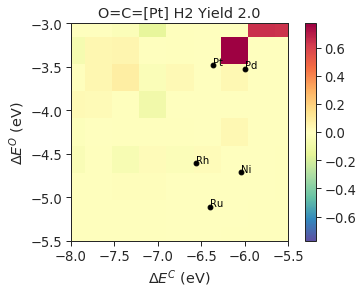 O=C=[Pt] H2 Yield 2.0
ΔE^O (eV)
−3.0
−3.5
−4.0
−4.5
−5.0
−5.5
Pt
Pd
Rh
Ni
Ru
−8.0 −7.5 −7.0 −6.5 −6.0 −5.5
ΔE^C (eV)
0.6
0.4
0.2
0.0
−0.2
−0.4
−0.6